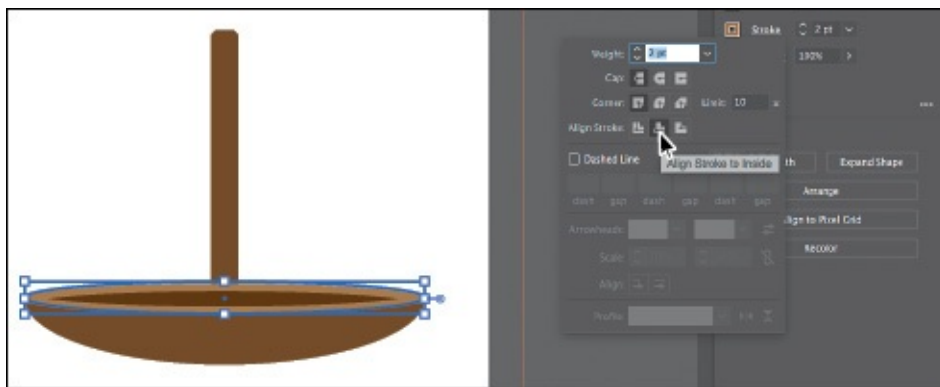 Stroke 2 pt
Weight: 2 pt
100%
Cap:
Corner: Limit: 10 x
Align Stroke:
Dashed Line
Align Stroke to Inside
th
Expand Shape
dash gap dash gap dash gap
Arrange
lign to Pixel Grid
Arrowheads:
Recolor
Scale:
Align:
Profile: